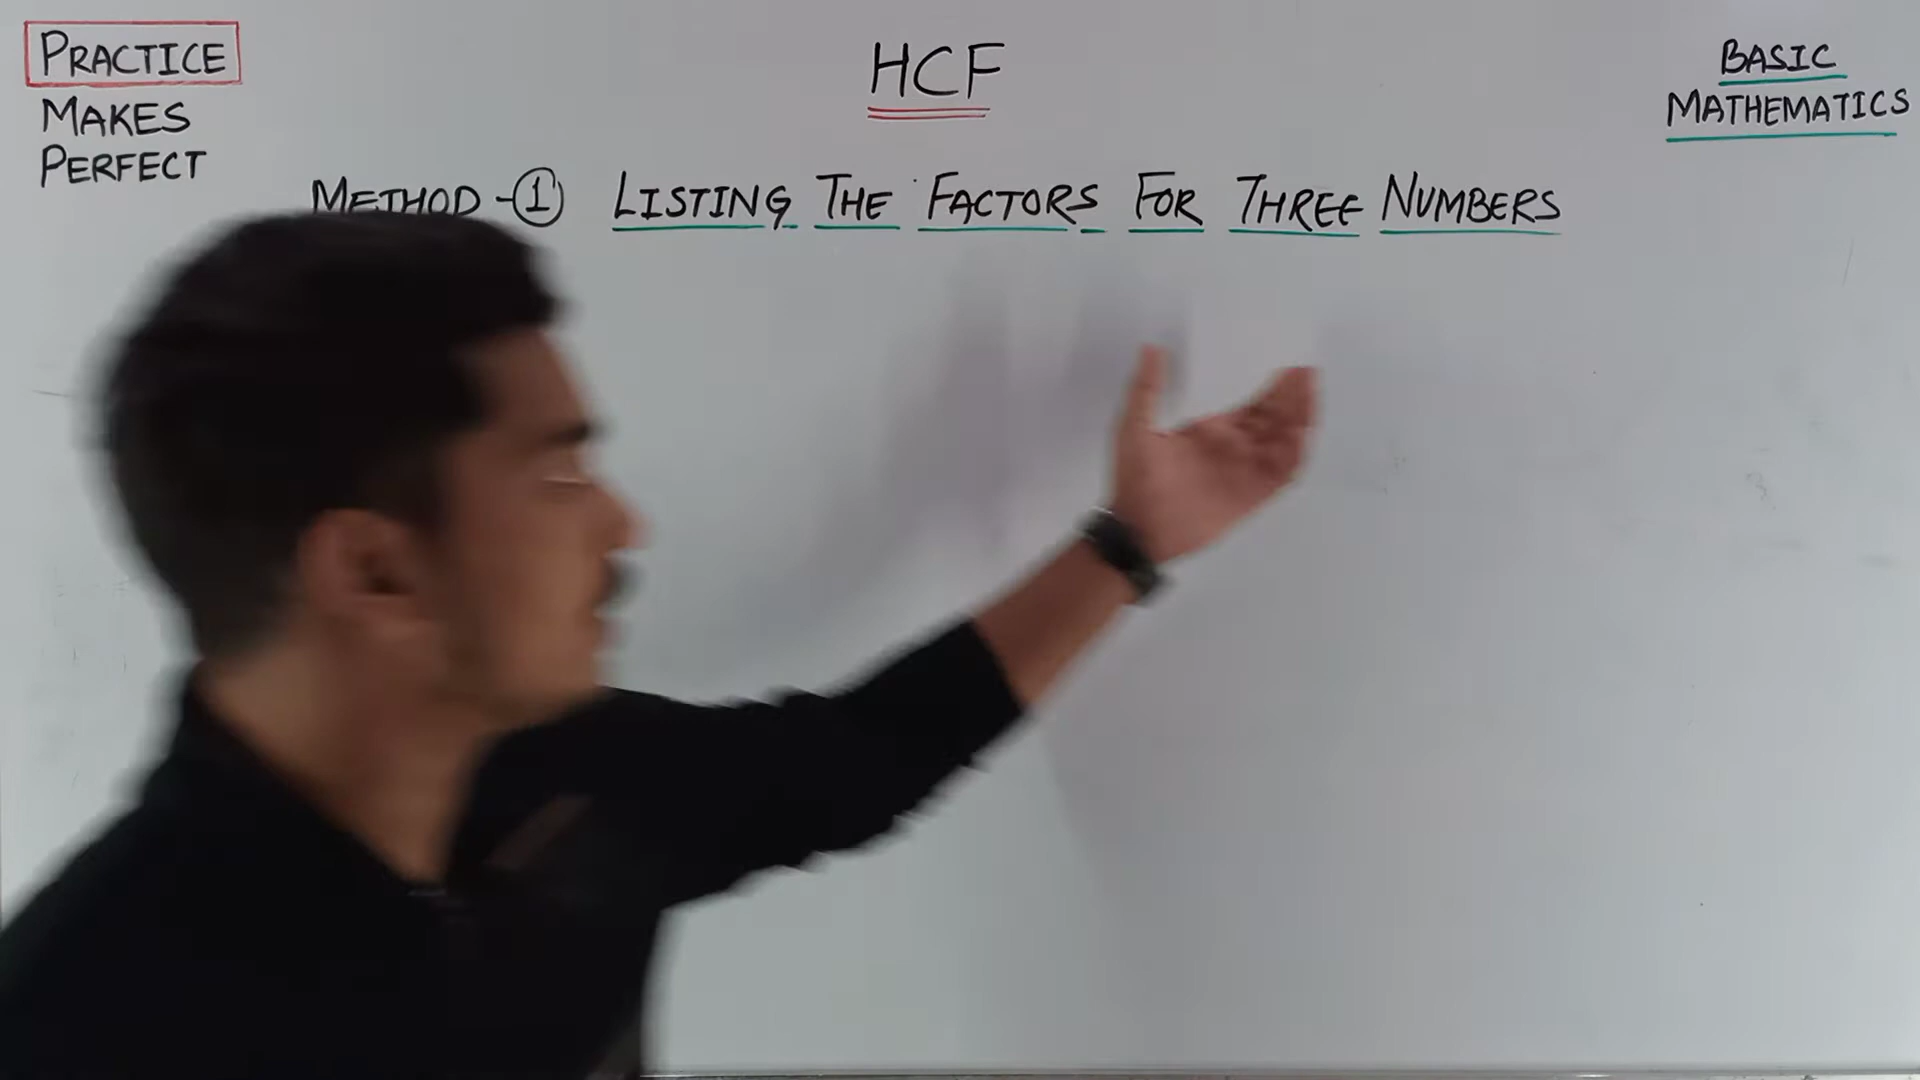 PRACTICE
MAKES
PERFECT
HCF
BASIC
MATHEMATICS
METHOD -① LISTING THE FACTORS FOR THREE NUMBERS